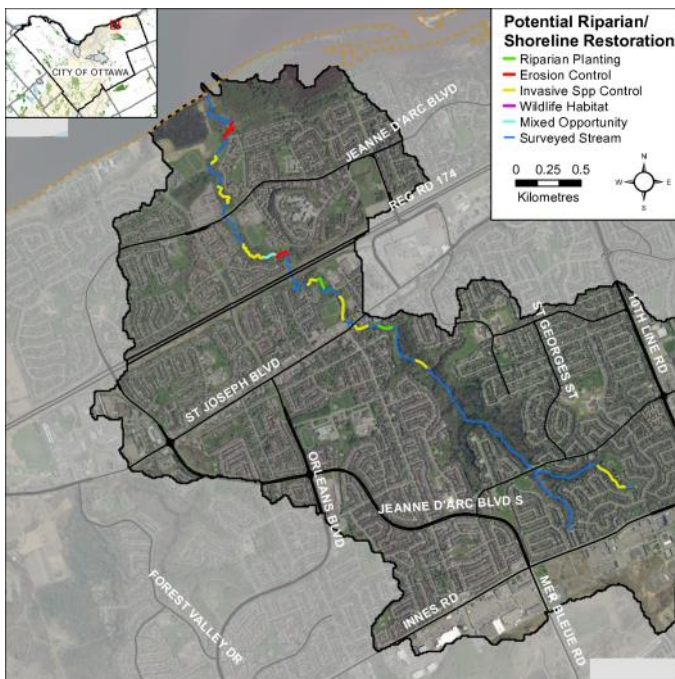 CITY OF OTTAWA
Potential Riparian/
Shoreline Restoration
Riparian Planting
Erosion Control
Invasive Spp Control
Wildlife Habitat
Mixed Opportunity
Surveyed Stream
0 0.25 0.5
Kilometres
N
W E
S
JEANNE D'ARC BLVD
REG RD 174
ST JOSEPH BLVD
ST GEORGES ST
10TH LINE RD
ORLEANS BLVD
JEANNE D'ARC BLVD S
FOREST VALLEY DR
INNES RD
MER BLEUE RD